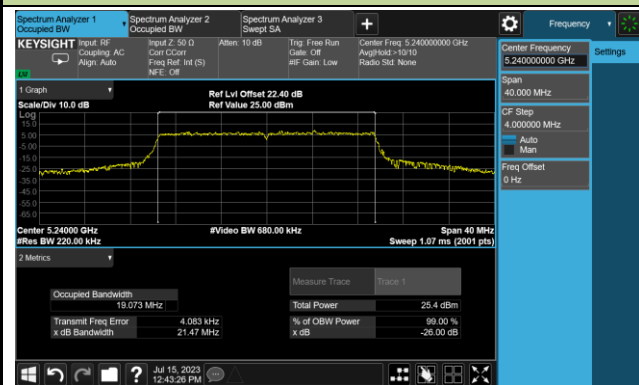 Spectrum Analyzer 1
Occupied BW
Spectrum Analyzer 2
Occupied BW
Spectrum Analyzer 3
Swept SA
Frequency
KEYSIGHT
Input: RF
Coupling: AC
Align: Auto
Input Z: 50 Ω
Corr CCorr
Freq Ref: Int (S)
NFE: Off
Atten: 10 dB
Trig: Free Run
Gate: Off
#IF Gain: Low
Center Freq: 5.240000000 GHz
Avg|Hold:>10/10
Radio Std: None
Center Frequency
5.240000000 GHz
Settings
Span
40.000 MHz
CF Step
4.000000 MHz
Auto
Man
Freq Offset
0 Hz
1 Graph
Scale/Div 10.0 dB
Ref Lvl Offset 22.40 dB
Ref Value 25.00 dBm
Log
15.0
5.00
-5.00
-15.0
-25.0
-35.0
-45.0
-55.0
-65.0
Center 5.24000 GHz
#Res BW 220.00 kHz
#Video BW 680.00 kHz
Span 40 MHz
Sweep 1.07 ms (2001 pts)
2 Metrics
Measure Trace
Trace 1
Occupied Bandwidth
19.073 MHz
Total Power
25.4 dBm
Transmit Freq Error
4.083 kHz
% of OBW Power
99.00 %
x dB Bandwidth
21.47 MHz
x dB
-26.00 dB
?
Jul 15, 2023
12:43:26 PM